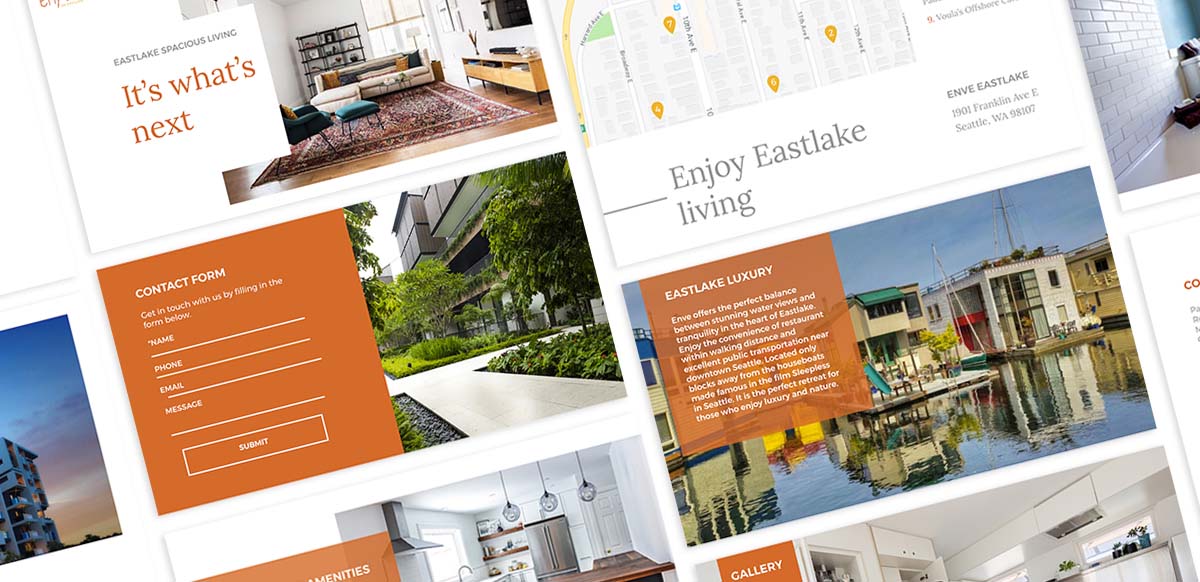 EASTLAKE SPACIOUS LIVING
It's what's
next
CONTACT FORM
Get in touch with us by filling in the
form below.
*NAME
PHONE
EMAIL
MESSAGE
SUBMIT
AMENITIES
Harvard Ave E
Broadway E
10th Ave E
11th Ave E
12th Ave E
10
7
2
6
4
9. Voula's Offshore
ENVE EASTLAKE
1901 Franklin Ave E
Seattle, WA 98107
Enjoy Eastlake
living
EASTLAKE LUXURY
Enve offers the perfect balance
between stunning water views and
tranquility in the heart of Eastlake.
Enjoy the convenience of restaurant
within walking distance and
excellent public transportation near
downtown Seattle. Located only
blocks away from the houseboats
made famous in the film Sleepless
in Seattle. It is the perfect retreat for
those who enjoy luxury and nature.
GALLERY
CO